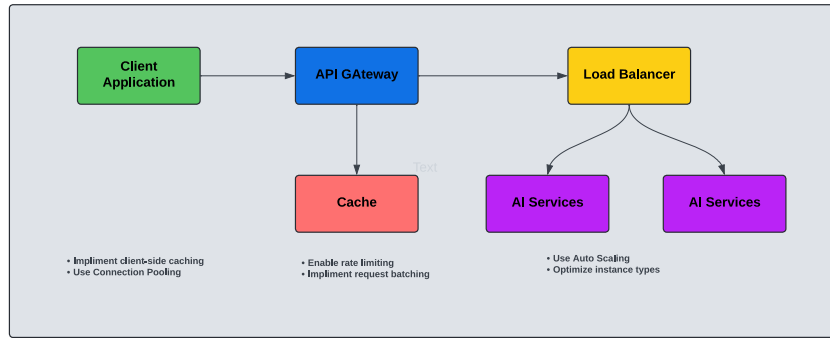 Client
Application
API GAteway
Load Balancer
Text
Cache
AI Services
AI Services
• Impliment client-side caching
• Use Connection Pooling
• Enable rate limiting
• Impliment request batching
• Use Auto Scaling
• Optimize instance types